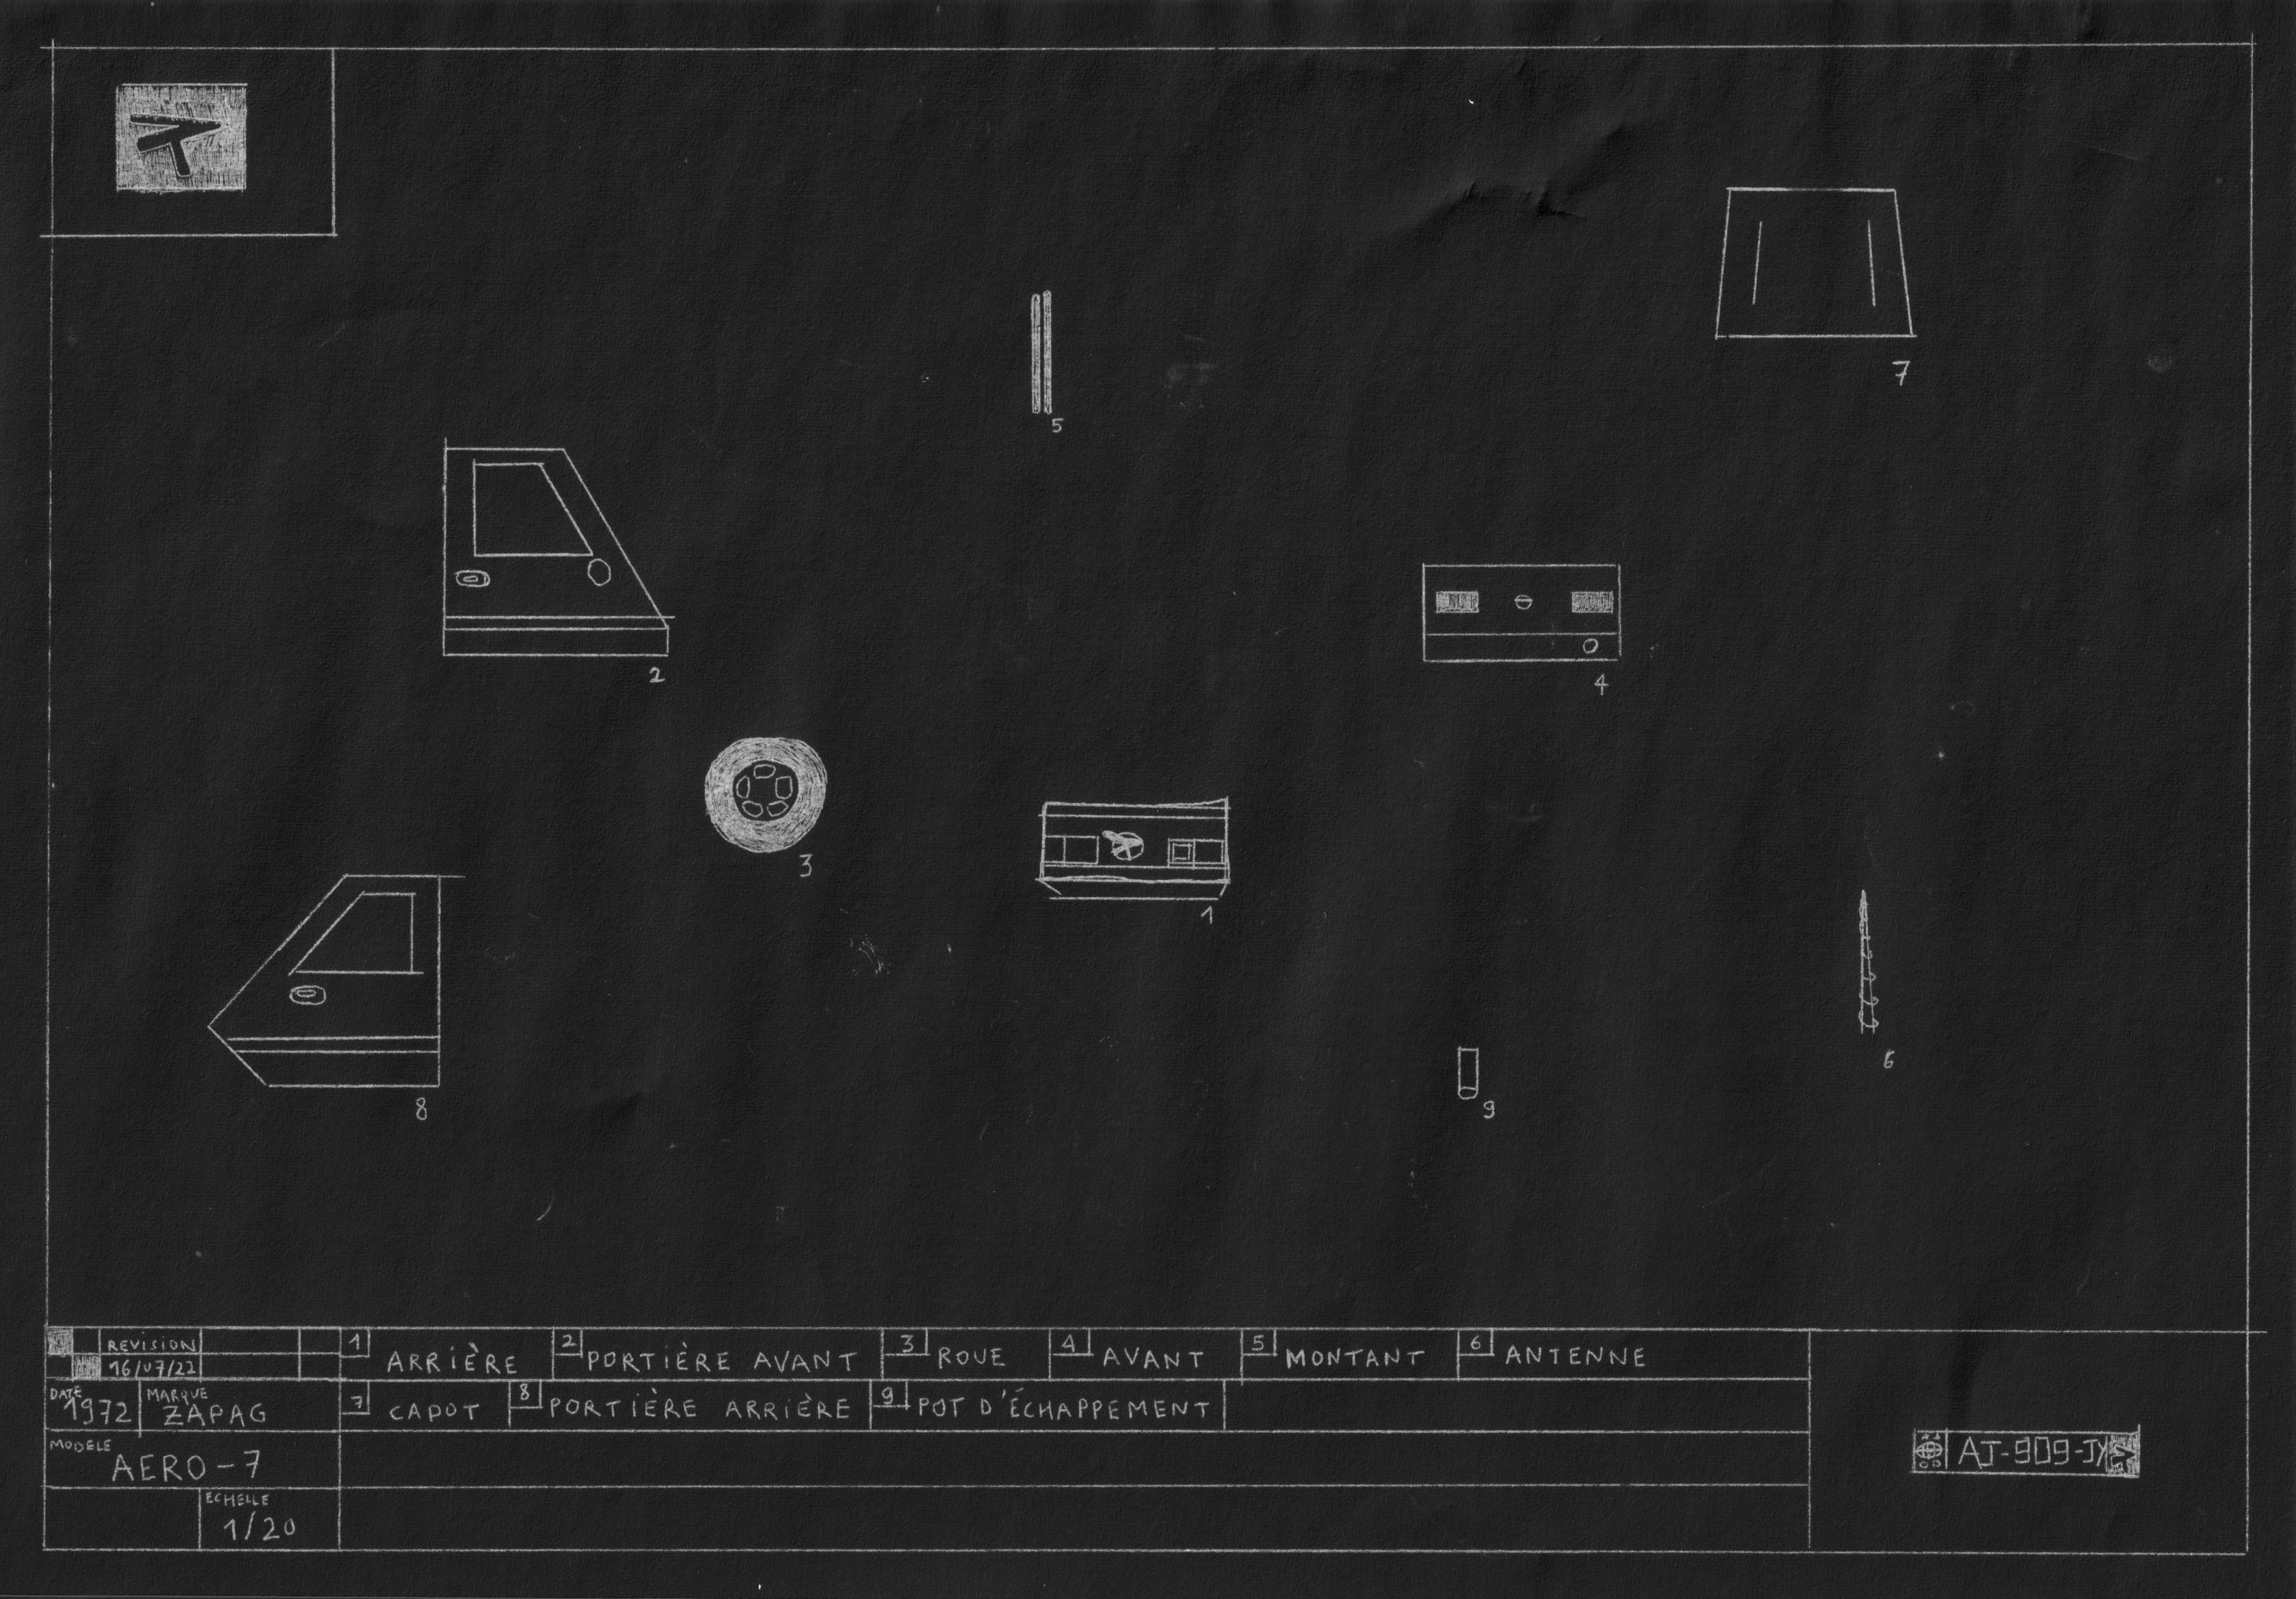 7
5
2
4
3
1
8
6
9
REVISION
16/07/22
DATE
1972
MARQUE
ZAPAG
MODELE
AERO-7
ECHELLE
1/20
1 ARRIÈRE
2 PORTIÈRE AVANT
3 ROUE
4 AVANT
5 MONTANT
6 ANTENNE
7 CAPOT
8 PORTIÈRE ARRIÈRE
9 POT D'ÉCHAPPEMENT
AJ-909-JY